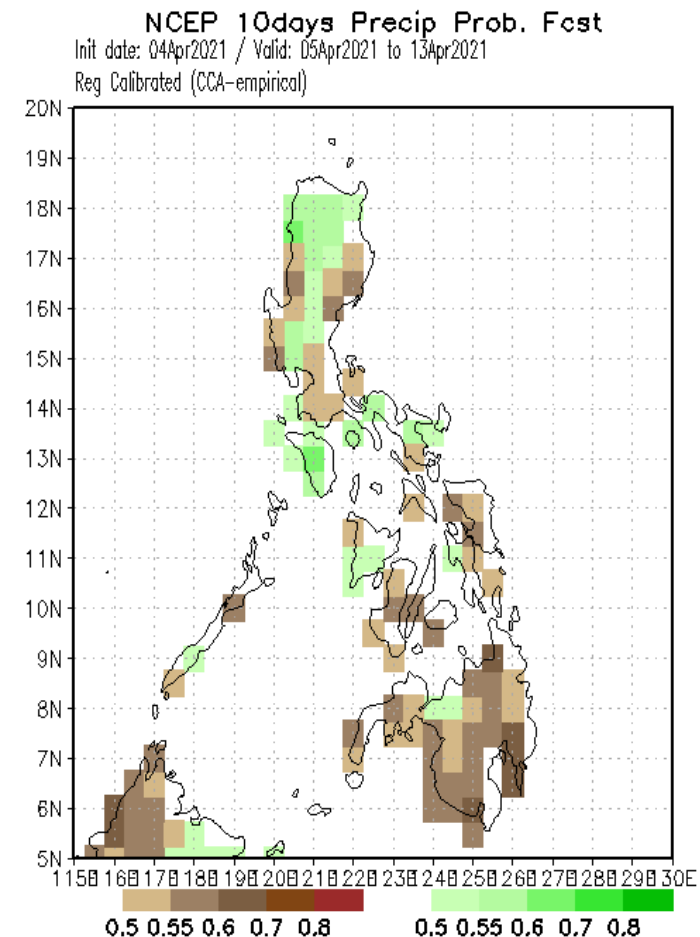 NCEP 10days Precip Prob. Fcst
Init date: 04Apr2021 / Valid: 05Apr2021 to 13Apr2021
Reg Calibrated (CCA-empirical)
20N
19N
18N
17N
16N
15N
14N
13N
12N
11N
10N
9N
8N
7N
6N
5N
115E 116E 117E 118E 119E 120E 121E 122E 123E 124E 125E 126E 127E 128E 129E 130E
0.5 0.55 0.6 0.7 0.8 0.5 0.55 0.6 0.7 0.8